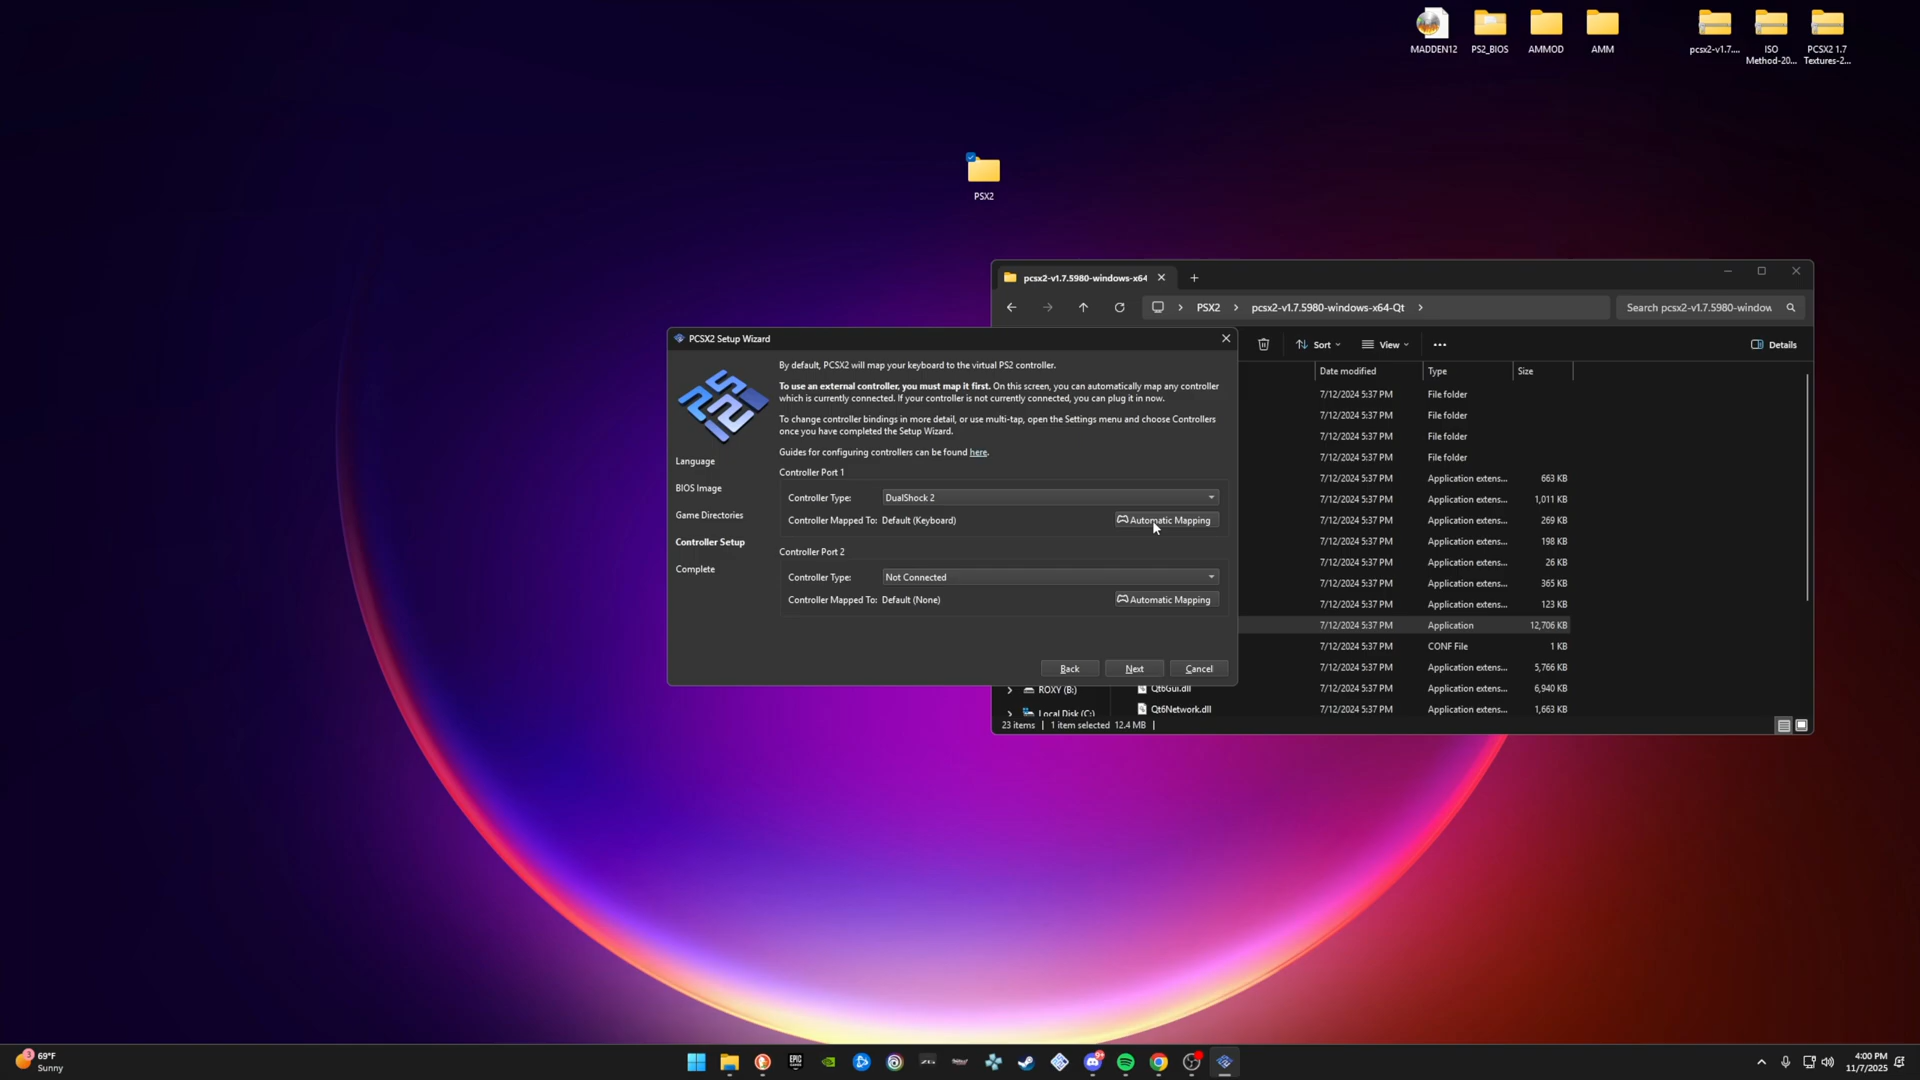 MADDEN12
PS2_BIOS
AMMOD
AMM
pcsx2-v1.7....
ISO
Method-20...
PCSX2 1.7
Textures-2...
PSX2
pcsx2-v1.7.5980-windows-x64
PSX2
pcsx2-v1.7.5980-windows-x64-Qt
Search pcsx2-v1.7.5980-window
Sort
View
Details
Date modified
Type
Size
7/12/2024 5:37 PM File folder
7/12/2024 5:37 PM File folder
7/12/2024 5:37 PM File folder
7/12/2024 5:37 PM File folder
7/12/2024 5:37 PM Application extens... 663 KB
7/12/2024 5:37 PM Application extens... 1,011 KB
7/12/2024 5:37 PM Application extens... 269 KB
7/12/2024 5:37 PM Application extens... 198 KB
7/12/2024 5:37 PM Application extens... 26 KB
7/12/2024 5:37 PM Application extens... 365 KB
7/12/2024 5:37 PM Application extens... 123 KB
7/12/2024 5:37 PM Application 12,706 KB
7/12/2024 5:37 PM CONF File 1 KB
7/12/2024 5:37 PM Application extens... 5,766 KB
ROXY (B:)
Qt6Gui.dll 7/12/2024 5:37 PM Application extens... 6,940 KB
Local Disk (C:)
Qt6Network.dll 7/12/2024 5:37 PM Application extens... 1,663 KB
23 items 1 item selected 12.4 MB
PCSX2 Setup Wizard
Language
BIOS Image
Game Directories
Controller Setup
Complete
By default, PCSX2 will map your keyboard to the virtual PS2 controller.
To use an external controller, you must map it first. On this screen, you can automatically map any controller
which is currently connected. If your controller is not currently connected, you can plug it in now.
To change controller bindings in more detail, or use multi-tap, open the Settings menu and choose Controllers
once you have completed the Setup Wizard.
Guides for configuring controllers can be found here.
Controller Port 1
Controller Type: DualShock 2
Controller Mapped To: Default (Keyboard) Automatic Mapping
Controller Port 2
Controller Type: Not Connected
Controller Mapped To: Default (None) Automatic Mapping
Back
Next
Cancel
3
69°F
Sunny
EPIC
4:00 PM
11/7/2025